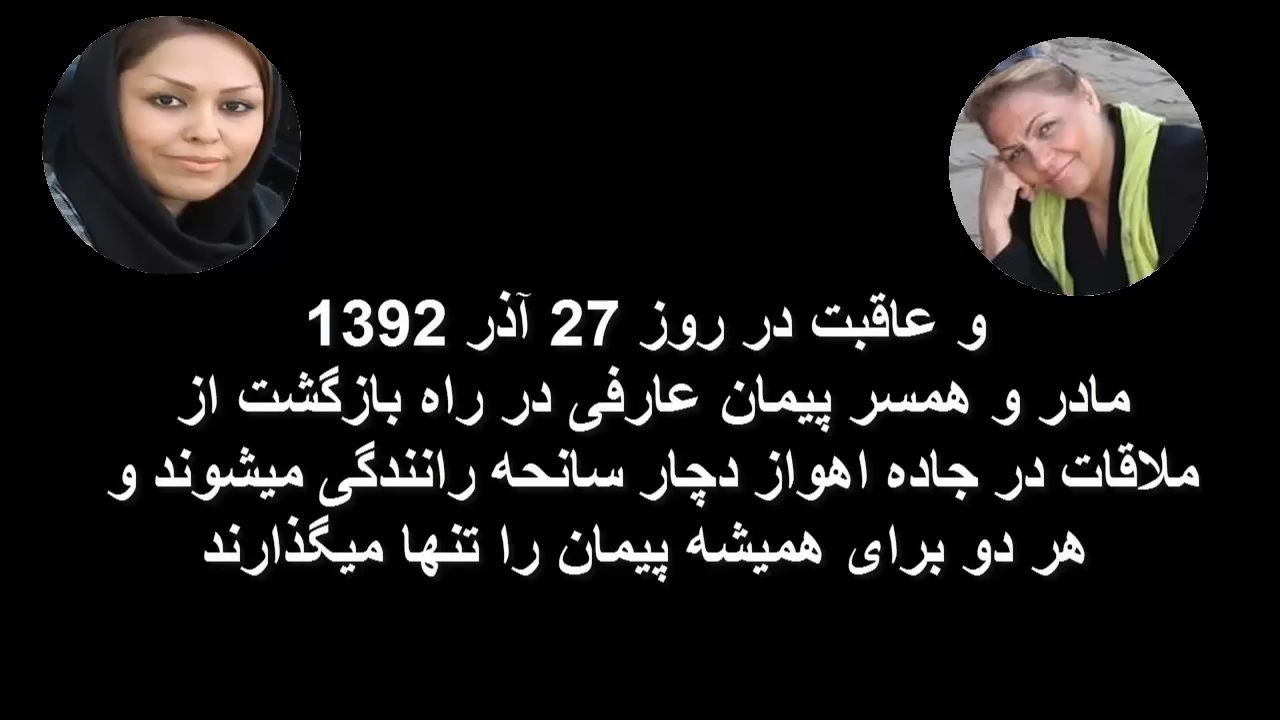 و عاقبت در روز 27 آذر 1392
مادر و همسر پیمان عارفی در راه بازگشت از
ملاقات در جاده اهواز دچار سانحه رانندگی میشوند و
هر دو برای همیشه پیمان را تنها میگذارند